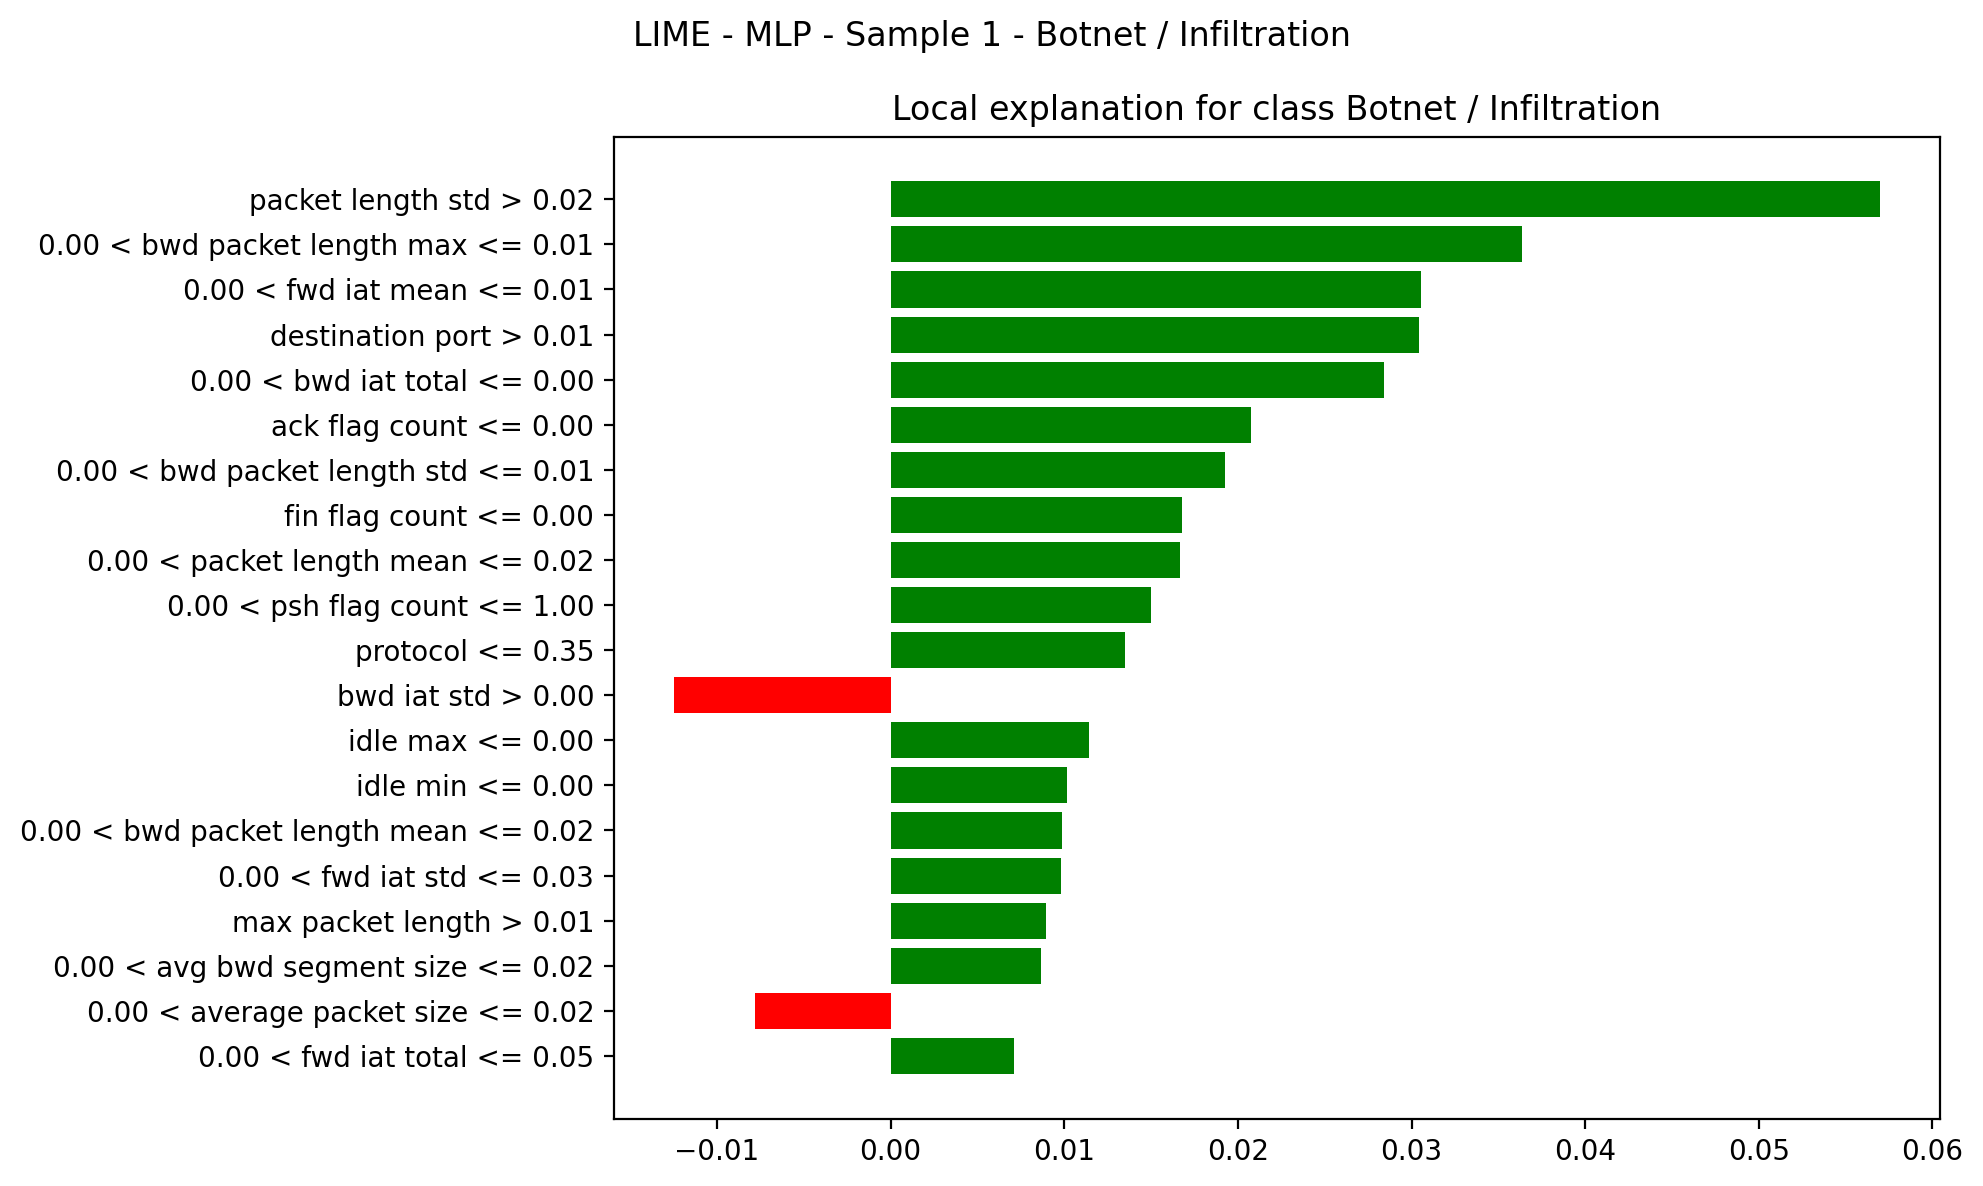 LIME - MLP - Sample 1 - Botnet / Infiltration
Local explanation for class Botnet / Infiltration
packet length std > 0.02
0.00 < bwd packet length max <= 0.01
0.00 < fwd iat mean <= 0.01
destination port > 0.01
0.00 < bwd iat total <= 0.00
ack flag count <= 0.00
0.00 < bwd packet length std <= 0.01
fin flag count <= 0.00
0.00 < packet length mean <= 0.02
0.00 < psh flag count <= 1.00
protocol <= 0.35
bwd iat std > 0.00
idle max <= 0.00
idle min <= 0.00
0.00 < bwd packet length mean <= 0.02
0.00 < fwd iat std <= 0.03
max packet length > 0.01
0.00 < avg bwd segment size <= 0.02
0.00 < average packet size <= 0.02
0.00 < fwd iat total <= 0.05
−0.01 0.00 0.01 0.02 0.03 0.04 0.05 0.06